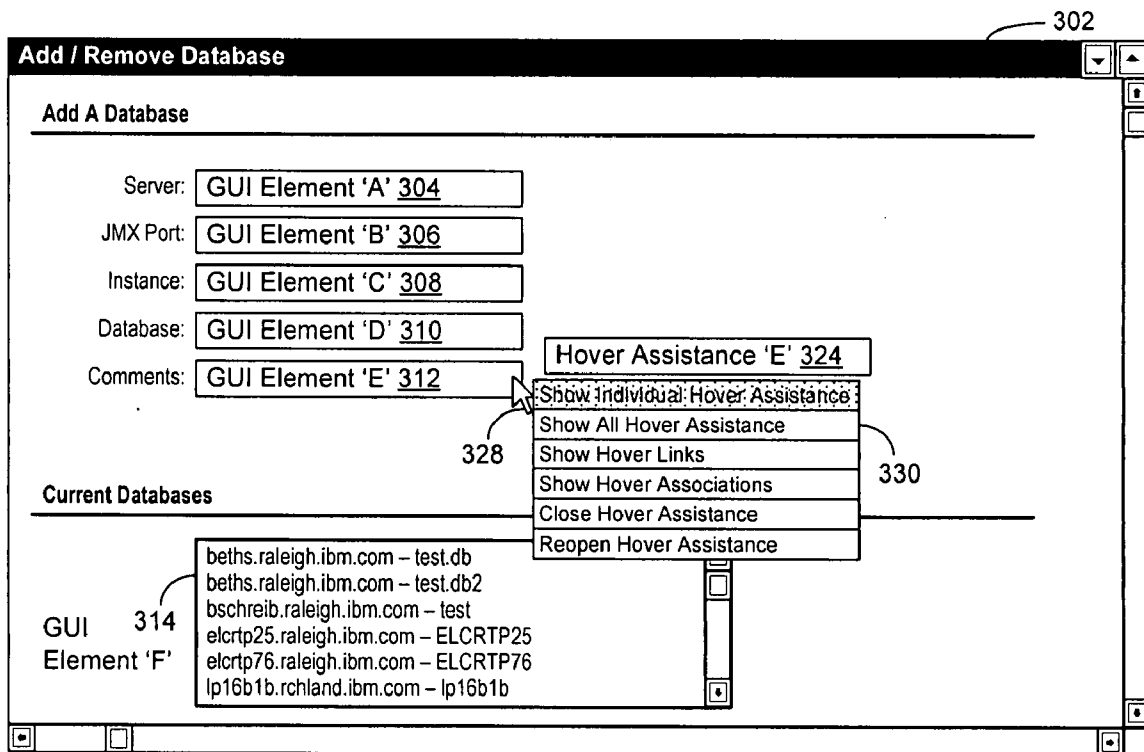 302
Add / Remove Database
Add A Database
Server: GUI Element ‘A’ 304
JMX Port: GUI Element ‘B’ 306
Instance: GUI Element ‘C’ 308
Database: GUI Element ‘D’ 310
Hover Assistance ‘E’ 324
Comments: GUI Element ‘E’ 312
Show Individual Hover Assistance
Show All Hover Assistance
328
Show Hover Links
330
Show Hover Associations
Current Databases
Close Hover Assistance
Reopen Hover Assistance
beths.raleigh.ibm.com – test.db
beths.raleigh.ibm.com – test.db2
bschreib.raleigh.ibm.com – test
elcrtp25.raleigh.ibm.com – ELCRTP25
elcrtp76.raleigh.ibm.com – ELCRTP76
lp16b1b.rchland.ibm.com – lp16b1b
314
GUI
Element ‘F’